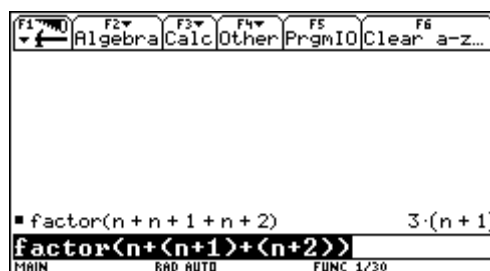 F1 F2 F3 F4 F5 F6
Algebra Calc Other PrgmIO Clear a-z…
factor(n + n + 1 + n + 2) 3·(n + 1)
factor(n+(n+1)+(n+2))
MAIN RAD AUTO FUNC 1/30